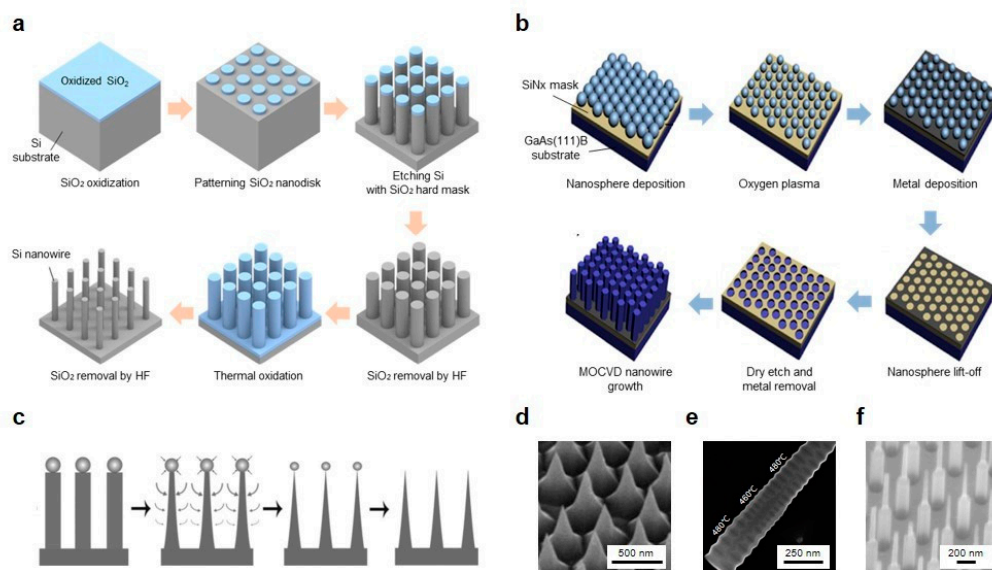 a
Oxidized SiO₂
Si
substrate
SiO₂ oxidization
Patterning SiO₂ nanodisk
Etching Si
with SiO₂ hard mask
Si nanowire
SiO₂ removal by HF
Thermal oxidation
SiO₂ removal by HF
b
SiNx mask
GaAs(111)B
substrate
Nanosphere deposition
Oxygen plasma
Metal deposition
MOCVD nanowire
growth
Dry etch and
metal removal
Nanosphere lift-off
c
d
500 nm
e
480℃
460℃
480℃
250 nm
f
200 nm